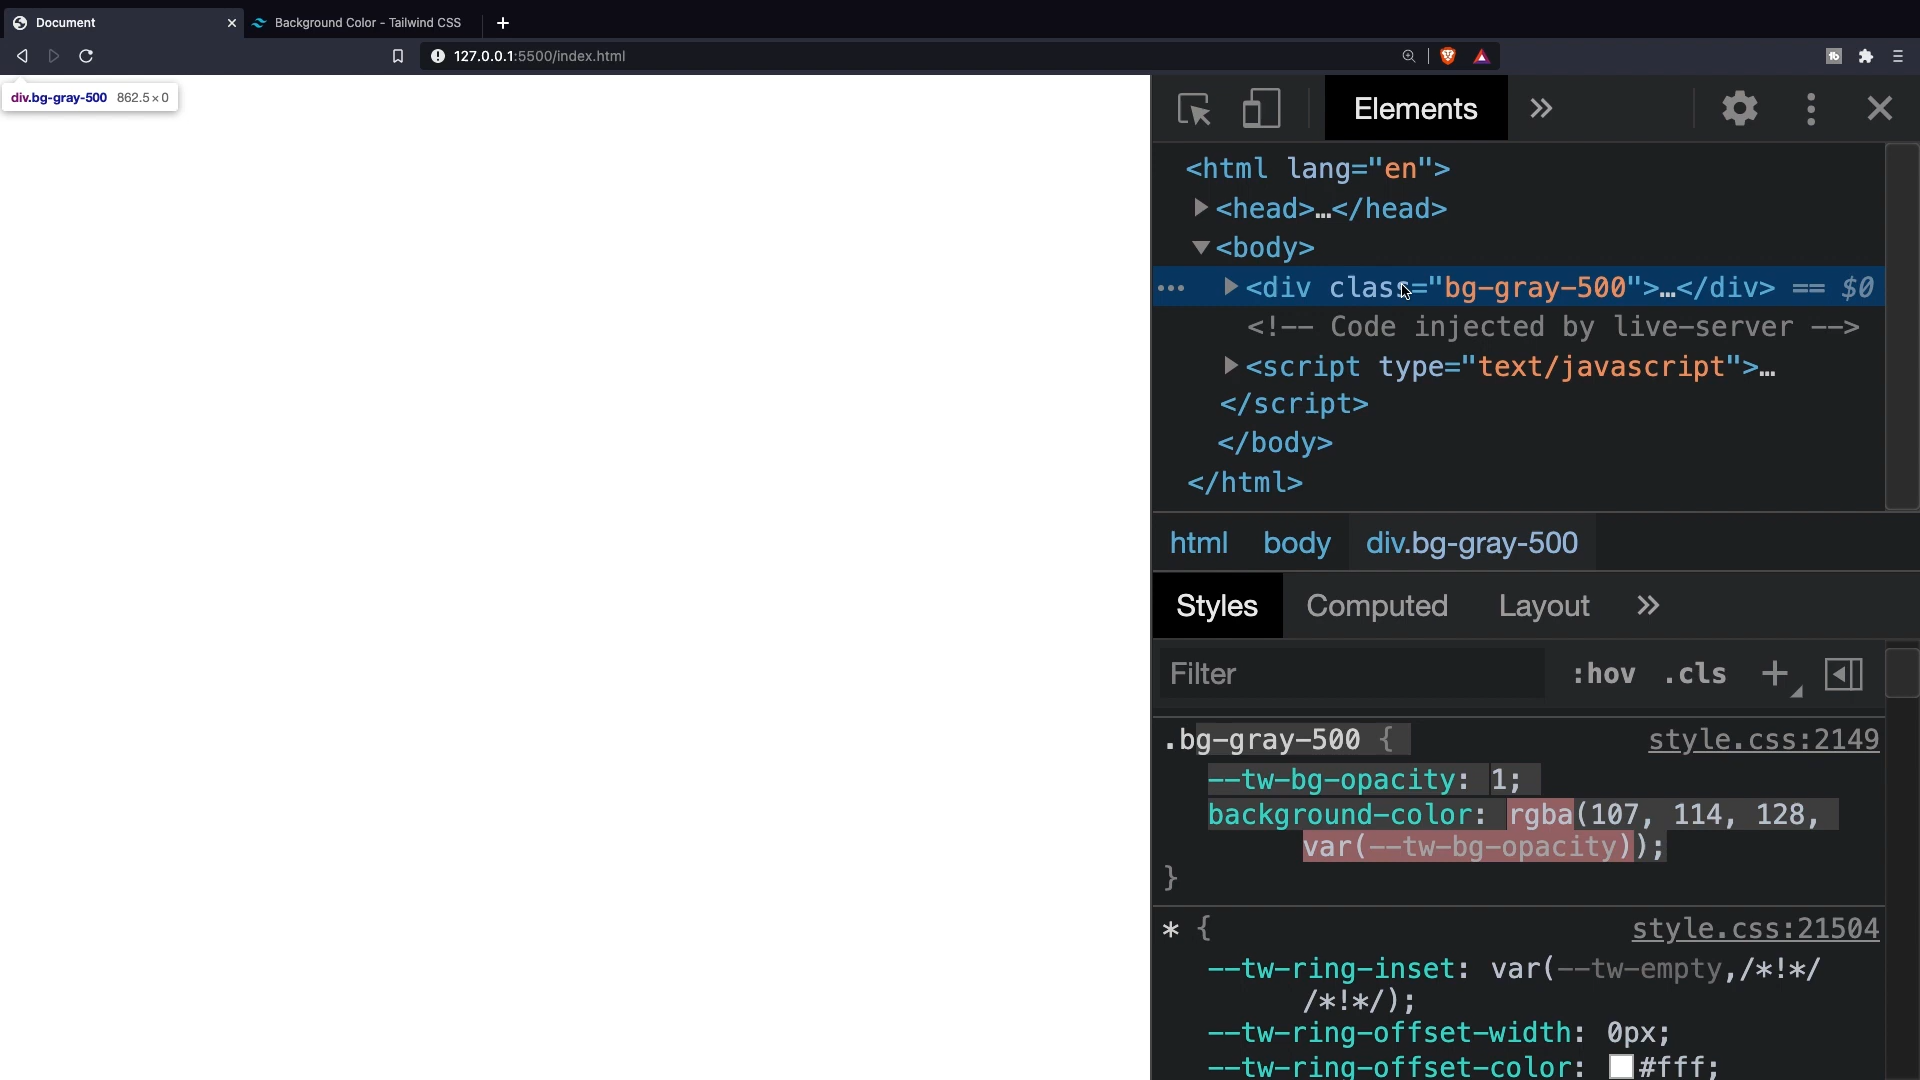 Document
Background Color - Tailwind CSS
127.0.0.1:5500/index.html
div.bg-gray-500 862.5×0
Elements
<html lang="en">
<head>…</head>
<body>
<div class="bg-gray-500">…</div> == $0
<!-- Code injected by live-server -->
<script type="text/javascript">…
</script>
</body>
</html>
html body div.bg-gray-500
Styles Computed Layout
Filter :hov .cls
.bg-gray-500 { style.css:2149
--tw-bg-opacity: 1;
background-color: rgba(107, 114, 128,
var(--tw-bg-opacity));
}
* { style.css:21504
--tw-ring-inset: var(--tw-empty,/*!*/
/*!*/);
--tw-ring-offset-width: 0px;
--tw-ring-offset-color: #fff;